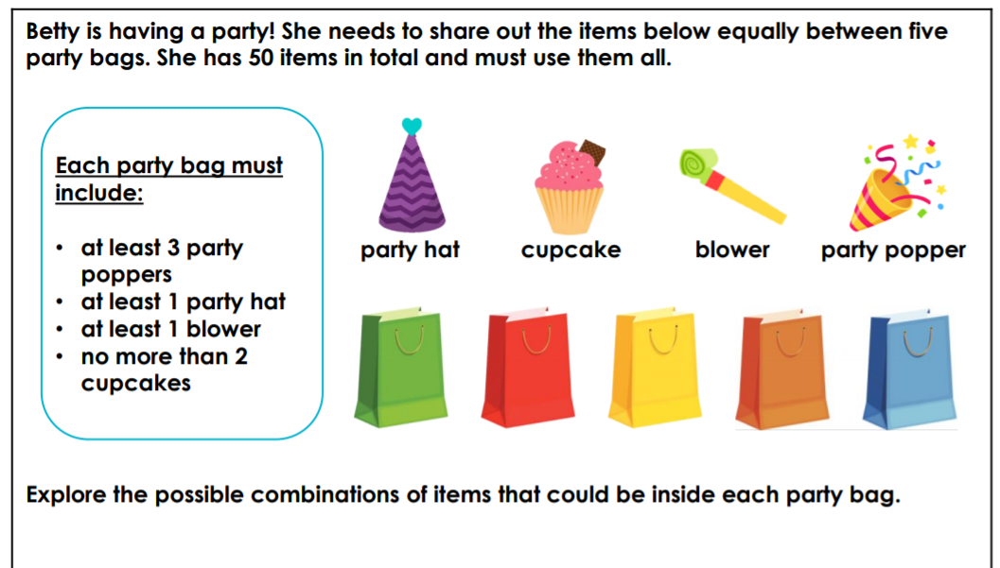 Betty is having a party! She needs to share out the items below equally between five
party bags. She has 50 items in total and must use them all.
Each party bag must
include:
• at least 3 party
poppers
• at least 1 party hat
• at least 1 blower
• no more than 2
cupcakes
party hat cupcake blower party popper
Explore the possible combinations of items that could be inside each party bag.